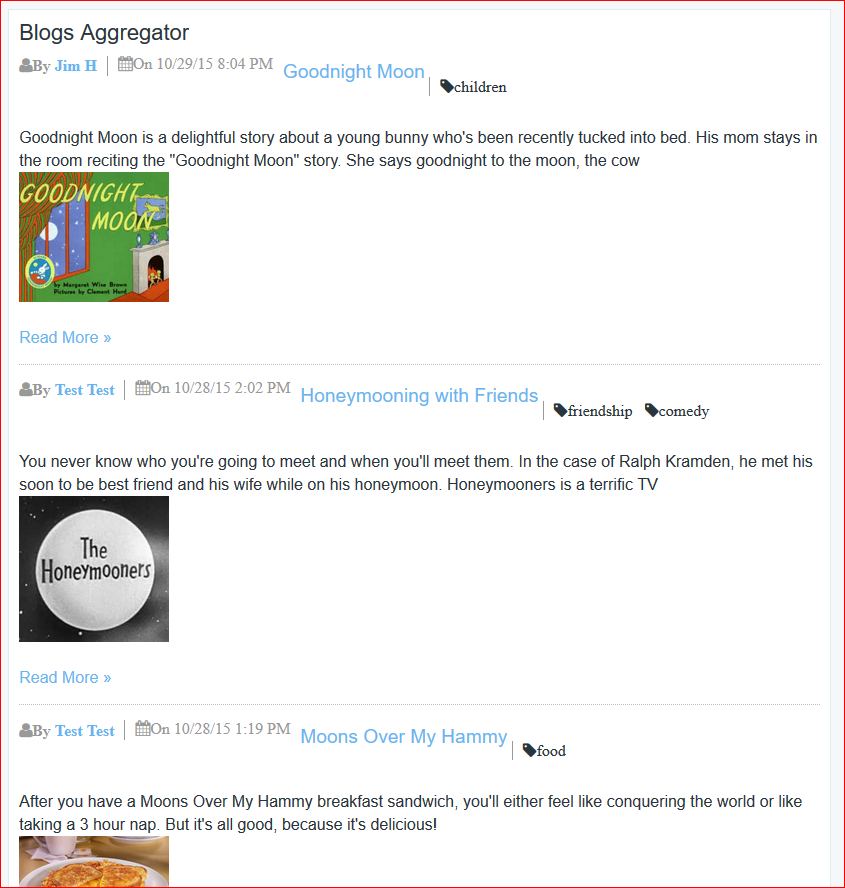 Blogs Aggregator
By Jim H | On 10/29/15 8:04 PM Goodnight Moon | children
Goodnight Moon is a delightful story about a young bunny who's been recently tucked into bed. His mom stays in
the room reciting the "Goodnight Moon" story. She says goodnight to the moon, the cow
GOODNIGHT
MOON
by Margaret Wise Brown
Pictures by Clement Hurd
Read More »
By Test Test | On 10/28/15 2:02 PM Honeymooning with Friends | friendship comedy
You never know who you're going to meet and when you'll meet them. In the case of Ralph Kramden, he met his
soon to be best friend and his wife while on his honeymoon. Honeymooners is a terrific TV
The
Honeymooners
Read More »
By Test Test | On 10/28/15 1:19 PM Moons Over My Hammy | food
After you have a Moons Over My Hammy breakfast sandwich, you'll either feel like conquering the world or like
taking a 3 hour nap. But it's all good, because it's delicious!